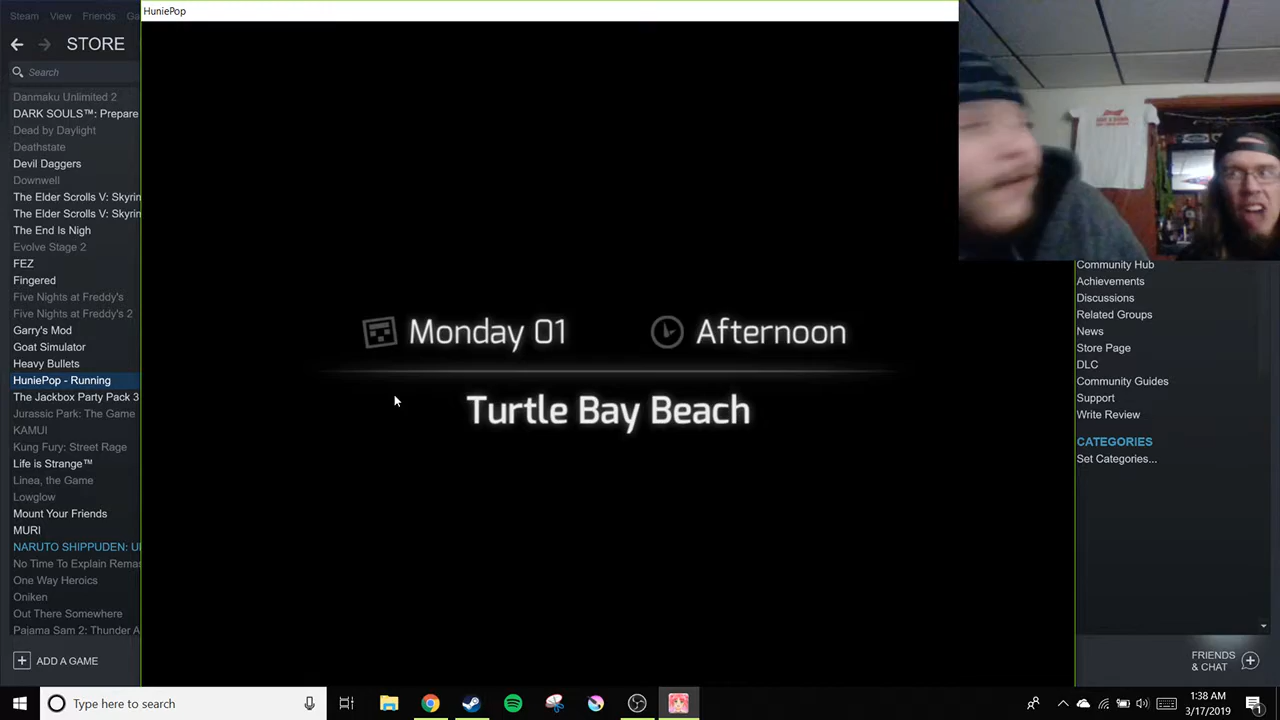 HuniePop
Steam View Friends Ga
STORE
Search
Danmaku Unlimited 2
DARK SOULS™: Prepare
Dead by Daylight
Deathstate
Devil Daggers
Downwell
The Elder Scrolls V: Skyrin
The Elder Scrolls V: Skyrin
The End Is Nigh
Evolve Stage 2
FEZ
Fingered
Five Nights at Freddy's
Five Nights at Freddy's 2
Garry's Mod
Goat Simulator
Heavy Bullets
HuniePop - Running
The Jackbox Party Pack 3
Jurassic Park: The Game
KAMUI
Kung Fury: Street Rage
Life is Strange™
Linea, the Game
Lowglow
Mount Your Friends
MURI
NARUTO SHIPPUDEN: U
No Time To Explain Rema
One Way Heroics
Oniken
Out There Somewhere
Pajama Sam 2: Thunder A
ADD A GAME
Monday 01 Afternoon
Turtle Bay Beach
Community Hub
Achievements
Discussions
Related Groups
News
Store Page
DLC
Community Guides
Support
Write Review
CATEGORIES
Set Categories...
FRIENDS
& CHAT
Type here to search
1:38 AM
3/17/2019
1